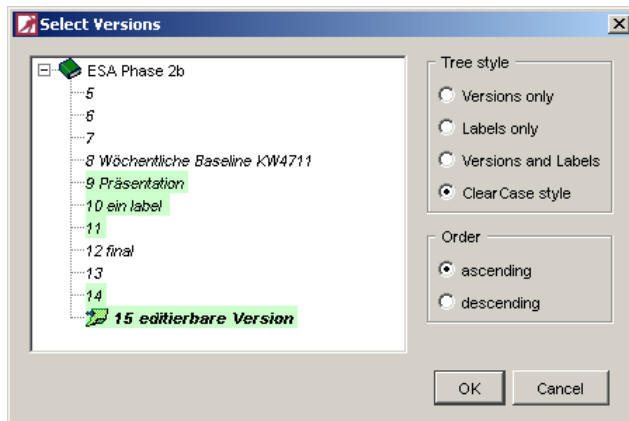 Select Versions
ESA Phase 2b
5
6
7
8 Wöchentliche Baseline KW4711
9 Präsentation
10 ein label
11
12 final
13
14
15 editierbare Version
Tree style
Versions only
Labels only
Versions and Labels
ClearCase style
Order
ascending
descending
OK
Cancel